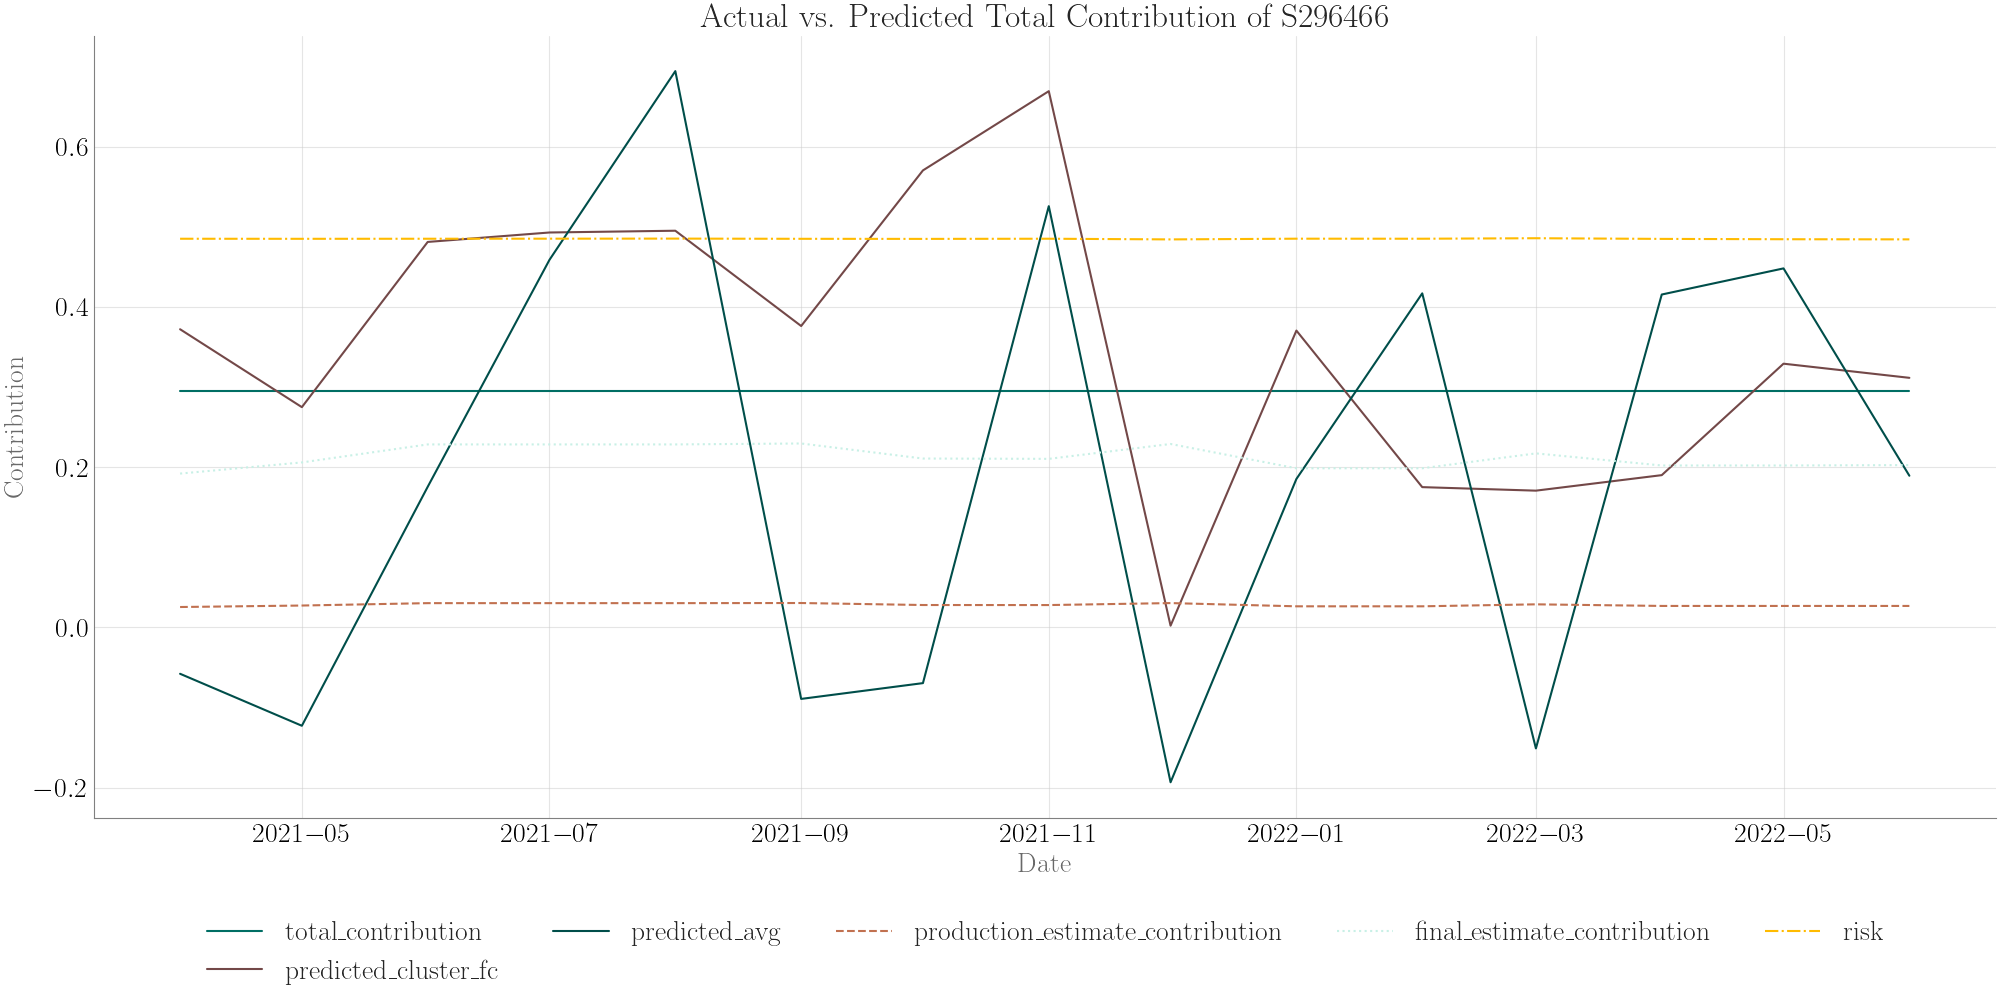 Actual vs. Predicted Total Contribution of S296466
Contribution
0.6
0.4
0.2
0.0
−0.2
2021−05 2021−07 2021−09 2021−11 2022−01 2022−03 2022−05
Date
total_contribution predicted_avg production_estimate_contribution final_estimate_contribution risk
predicted_cluster_fc